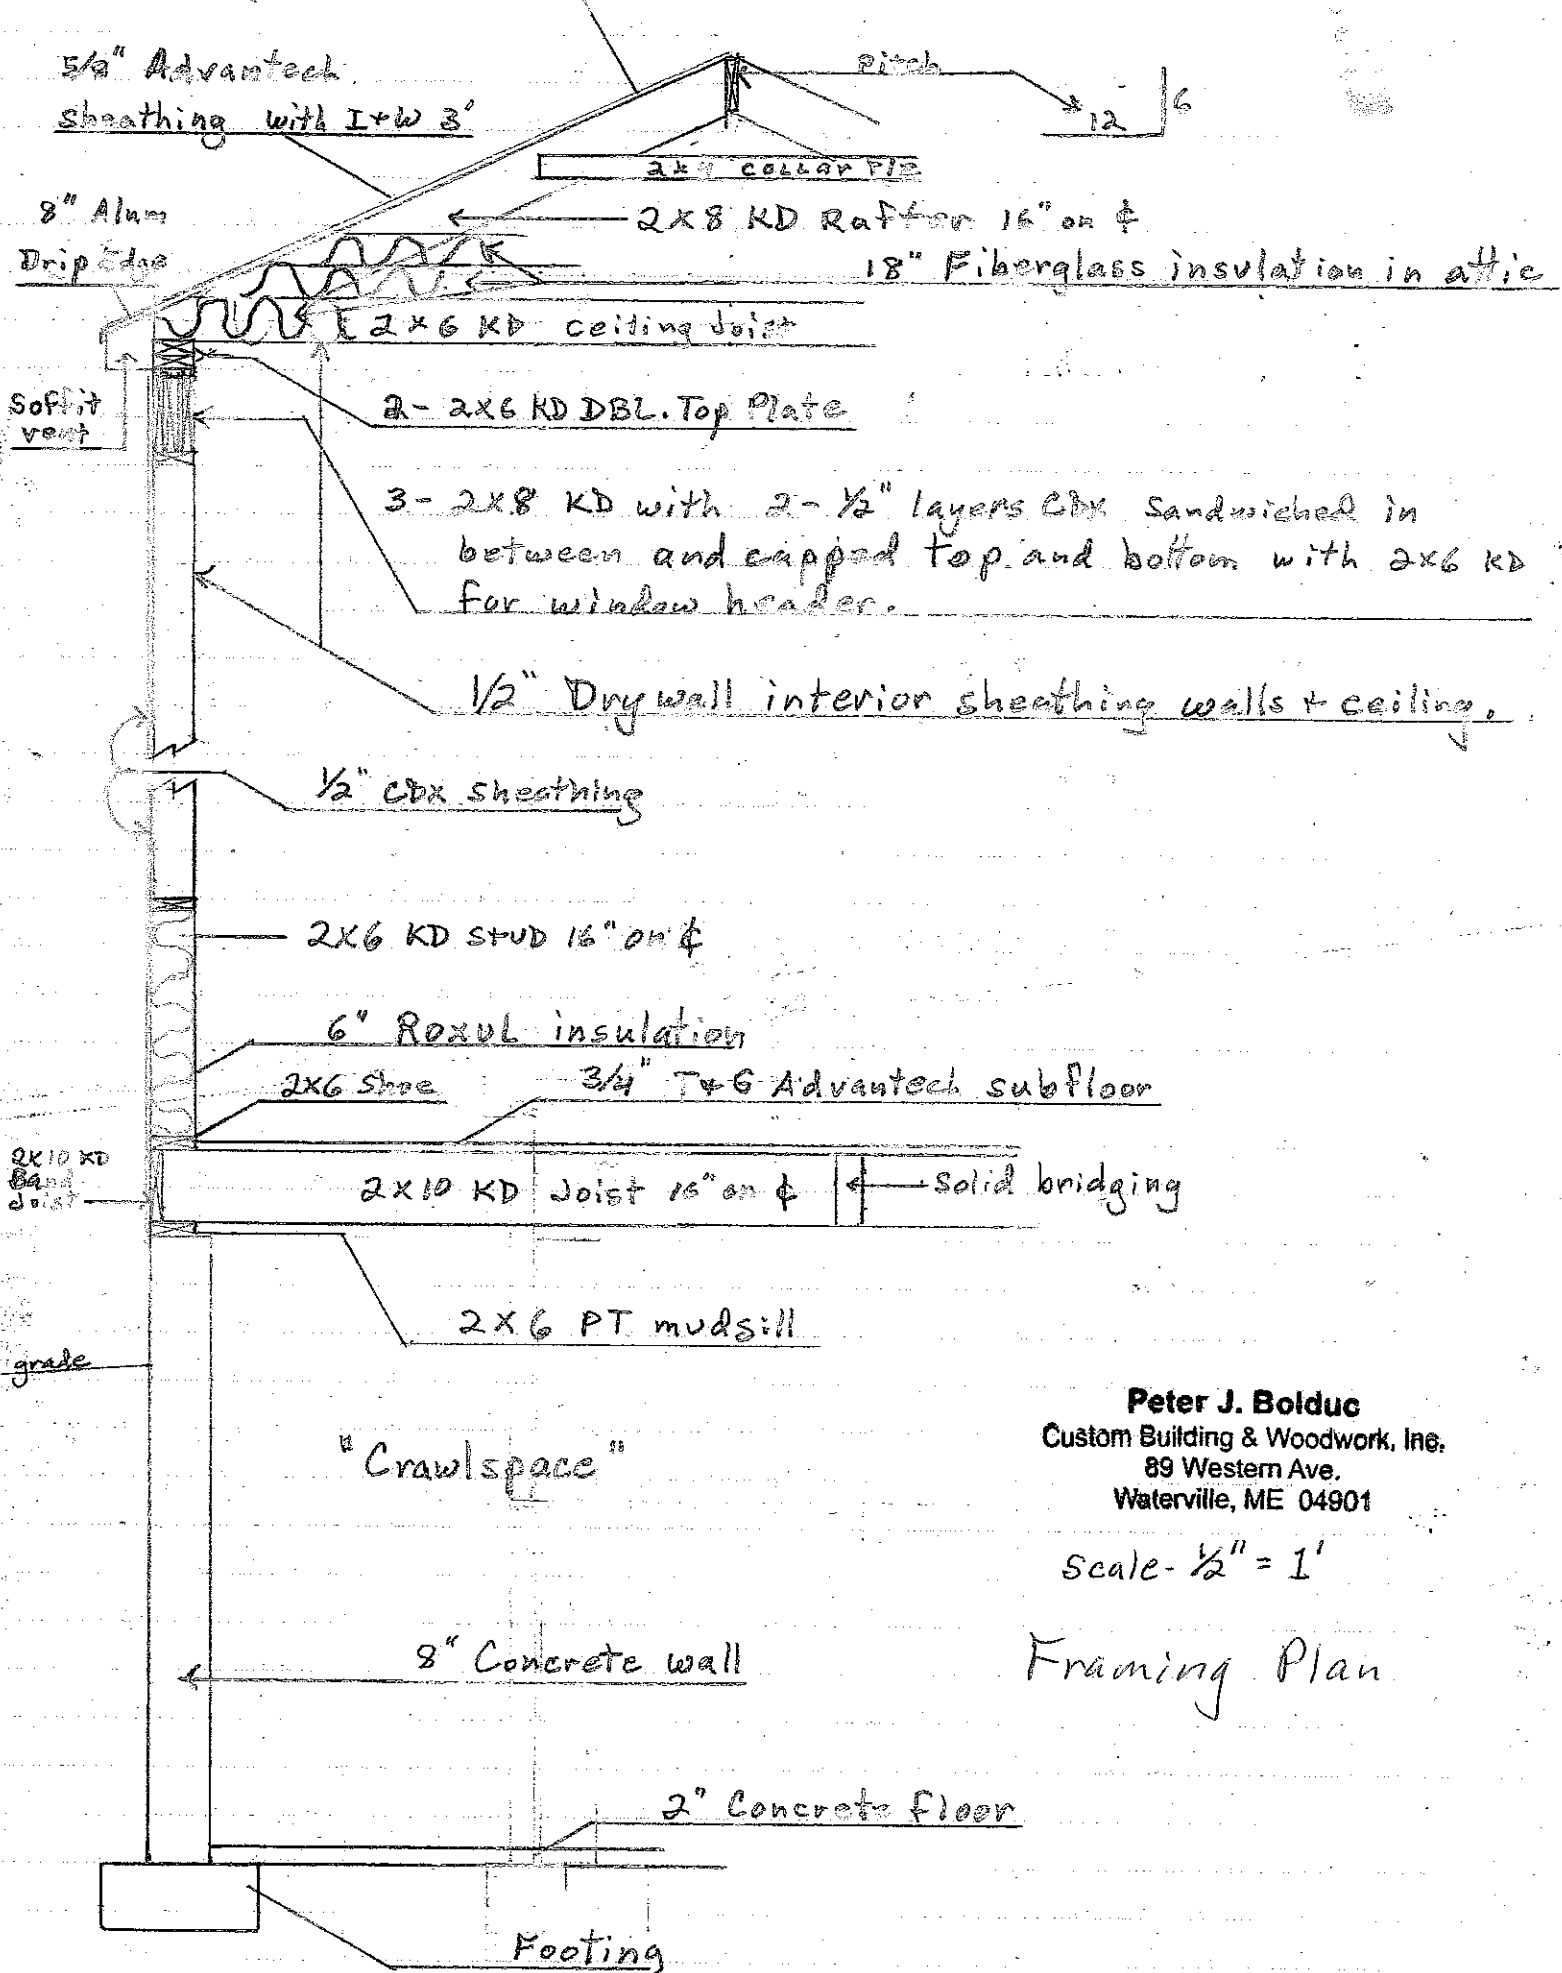 5/8" Advantech
sheathing with I+W 3'
Pitch
12
6
2x4 collar
8" Alum
Drip Edge
2x8 KD Rafter 16" on ₵
18" Fiberglass insulation in attic
2x6 KD ceiling Joist
Soffit
vent
2- 2x6 KD DBL. Top Plate
3- 2x8 KD with 2- ½" layers CDX Sandwiched in
between and capped top and bottom with 2x6 KD
for window header.
1/2" Drywall interior sheathing walls + ceiling.
½" CDX sheathing
2x6 KD STUD 16" on ₵
6" ROXUL insulation
2x6 Shoe
3/4" T+G Advantech subfloor
2x10 KD
Band
Joist
2x10 KD Joist 16" on ₵
Solid bridging
2x6 PT mudsill
grade
"Crawlspace"
Peter J. Bolduc
Custom Building & Woodwork, Inc.
89 Western Ave.
Waterville, ME 04901
Scale- ½" = 1'
8" Concrete wall
Framing Plan
2" Concrete floor
Footing